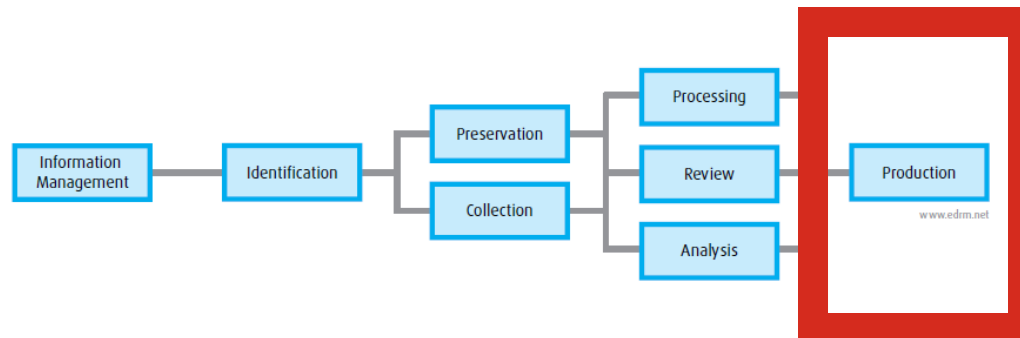 Information
Management
Identification
Preservation
Collection
Processing
Review
Analysis
Production
www.edrm.net